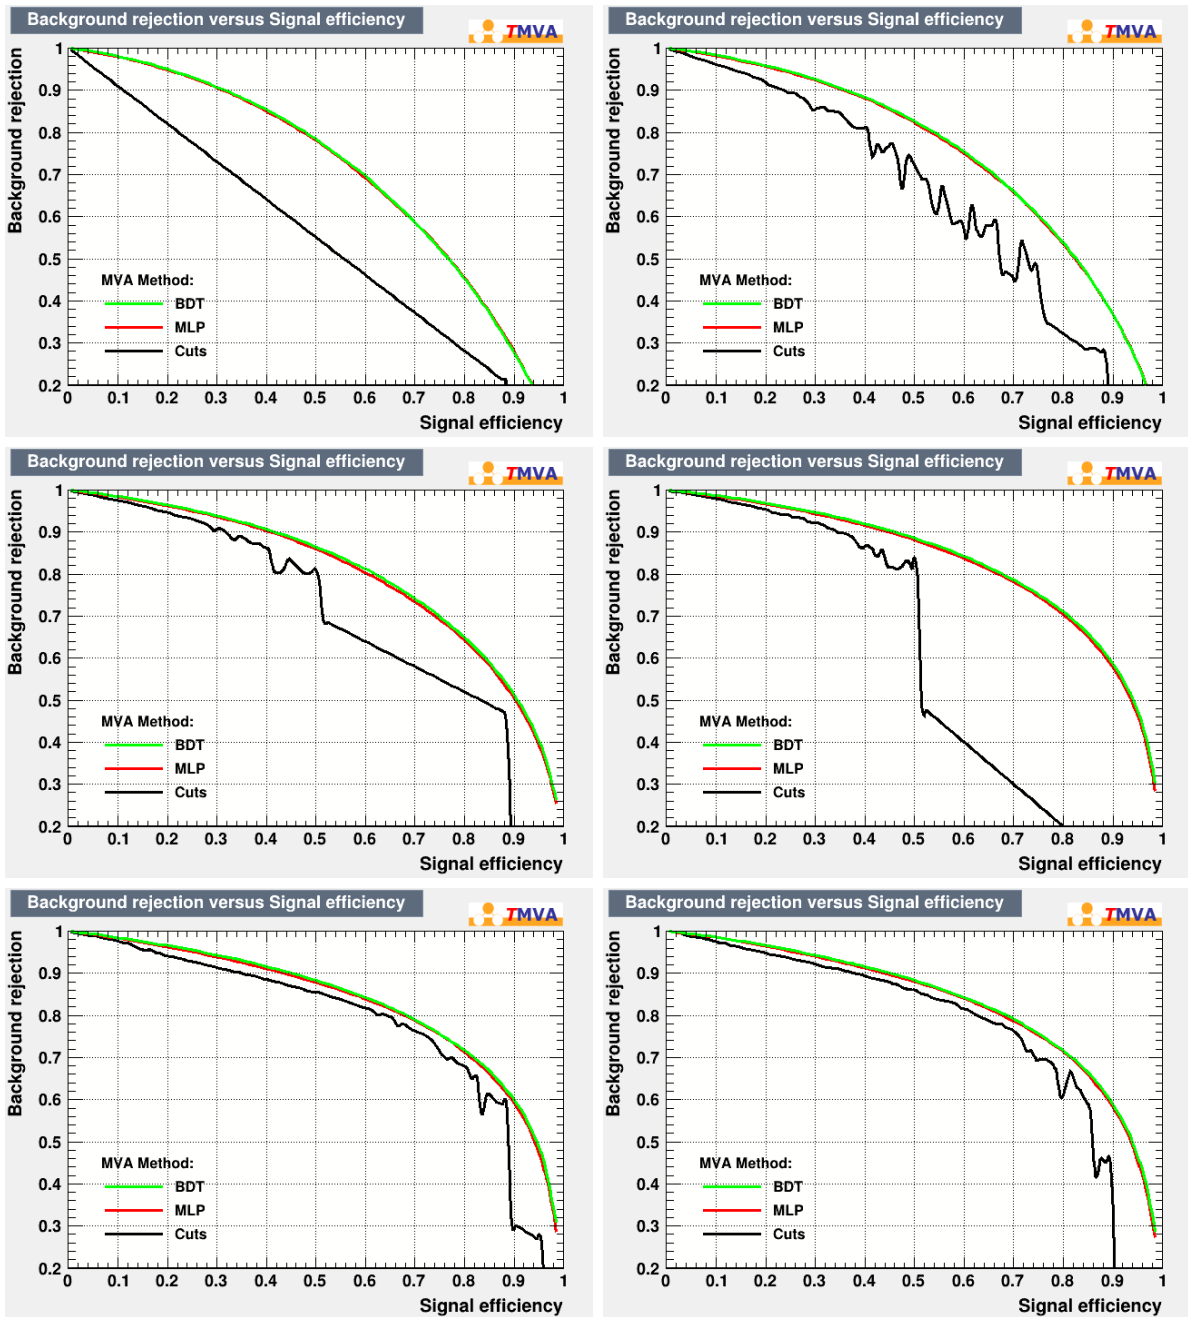 Background rejection versus Signal efficiency
TMVA
Background rejection
1
0.9
0.8
0.7
0.6
0.5
0.4
0.3
0.2
MVA Method:
BDT
MLP
Cuts
0 0.1 0.2 0.3 0.4 0.5 0.6 0.7 0.8 0.9 1
Signal efficiency
Background rejection versus Signal efficiency
TMVA
Background rejection
1
0.9
0.8
0.7
0.6
0.5
0.4
0.3
0.2
MVA Method:
BDT
MLP
Cuts
0 0.1 0.2 0.3 0.4 0.5 0.6 0.7 0.8 0.9 1
Signal efficiency
Background rejection versus Signal efficiency
TMVA
Background rejection
1
0.9
0.8
0.7
0.6
0.5
0.4
0.3
0.2
MVA Method:
BDT
MLP
Cuts
0 0.1 0.2 0.3 0.4 0.5 0.6 0.7 0.8 0.9 1
Signal efficiency
Background rejection versus Signal efficiency
TMVA
Background rejection
1
0.9
0.8
0.7
0.6
0.5
0.4
0.3
0.2
MVA Method:
BDT
MLP
Cuts
0 0.1 0.2 0.3 0.4 0.5 0.6 0.7 0.8 0.9 1
Signal efficiency
Background rejection versus Signal efficiency
TMVA
Background rejection
1
0.9
0.8
0.7
0.6
0.5
0.4
0.3
0.2
MVA Method:
BDT
MLP
Cuts
0 0.1 0.2 0.3 0.4 0.5 0.6 0.7 0.8 0.9 1
Signal efficiency
Background rejection versus Signal efficiency
TMVA
Background rejection
1
0.9
0.8
0.7
0.6
0.5
0.4
0.3
0.2
MVA Method:
BDT
MLP
Cuts
0 0.1 0.2 0.3 0.4 0.5 0.6 0.7 0.8 0.9 1
Signal efficiency